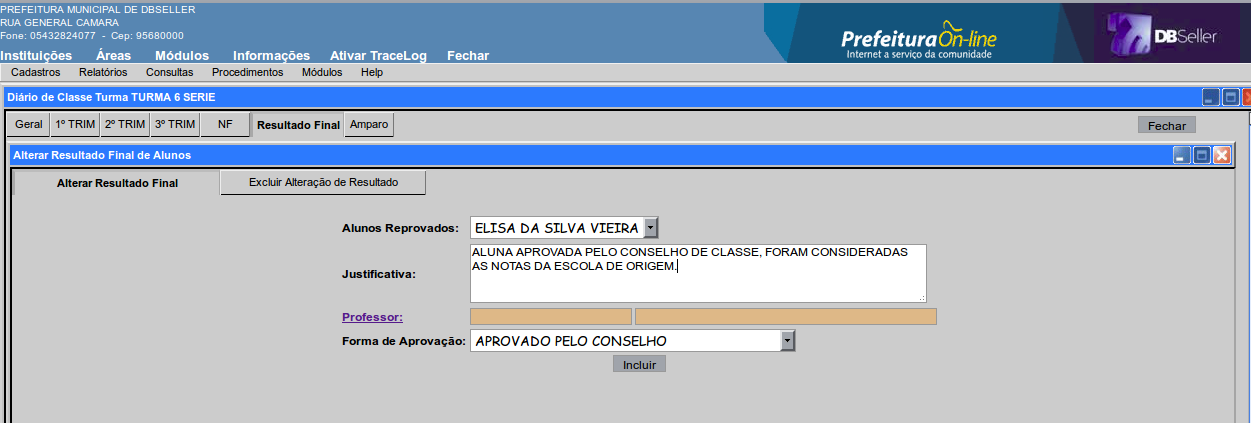 PREFEITURA MUNICIPAL DE DBSELLER
RUA GENERAL CAMARA
Fone: 05432824077 - Cep: 95680000
PrefeituraOn-line
Internet a serviço da comunidade
DBSeller
Instituições Áreas Módulos Informações Ativar TraceLog Fechar
Cadastros Relatórios Consultas Procedimentos Módulos Help
Diário de Classe Turma TURMA 6 SERIE
Geral 1º TRIM 2º TRIM 3º TRIM NF Resultado Final Amparo Fechar
Alterar Resultado Final de Alunos
Alterar Resultado Final Excluir Alteração de Resultado
Alunos Reprovados: ELISA DA SILVA VIEIRA
Justificativa: ALUNA APROVADA PELO CONSELHO DE CLASSE, FORAM CONSIDERADAS
AS NOTAS DA ESCOLA DE ORIGEM.
Professor:
Forma de Aprovação: APROVADO PELO CONSELHO
Incluir